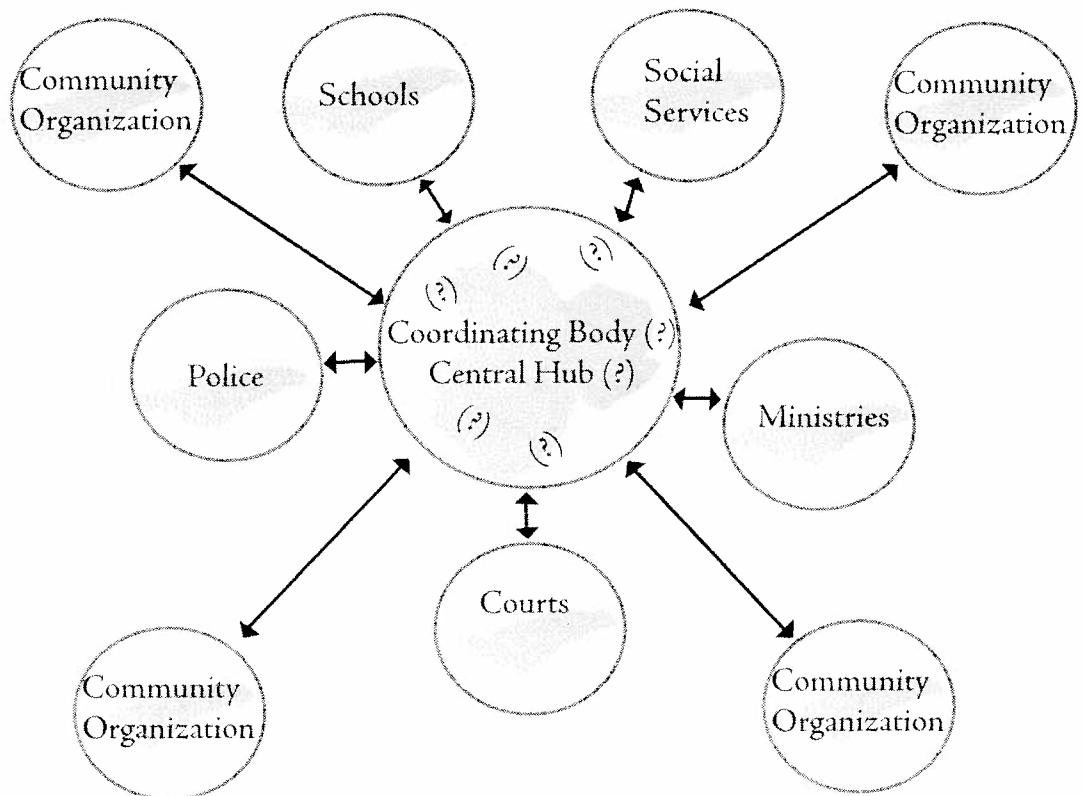 Community
Organization
Schools
Social
Services
Community
Organization
(?)
(?)
(?)
Coordinating Body (?)
Central Hub (?)
(?)
(?)
Police
Ministries
Courts
Community
Organization
Community
Organization